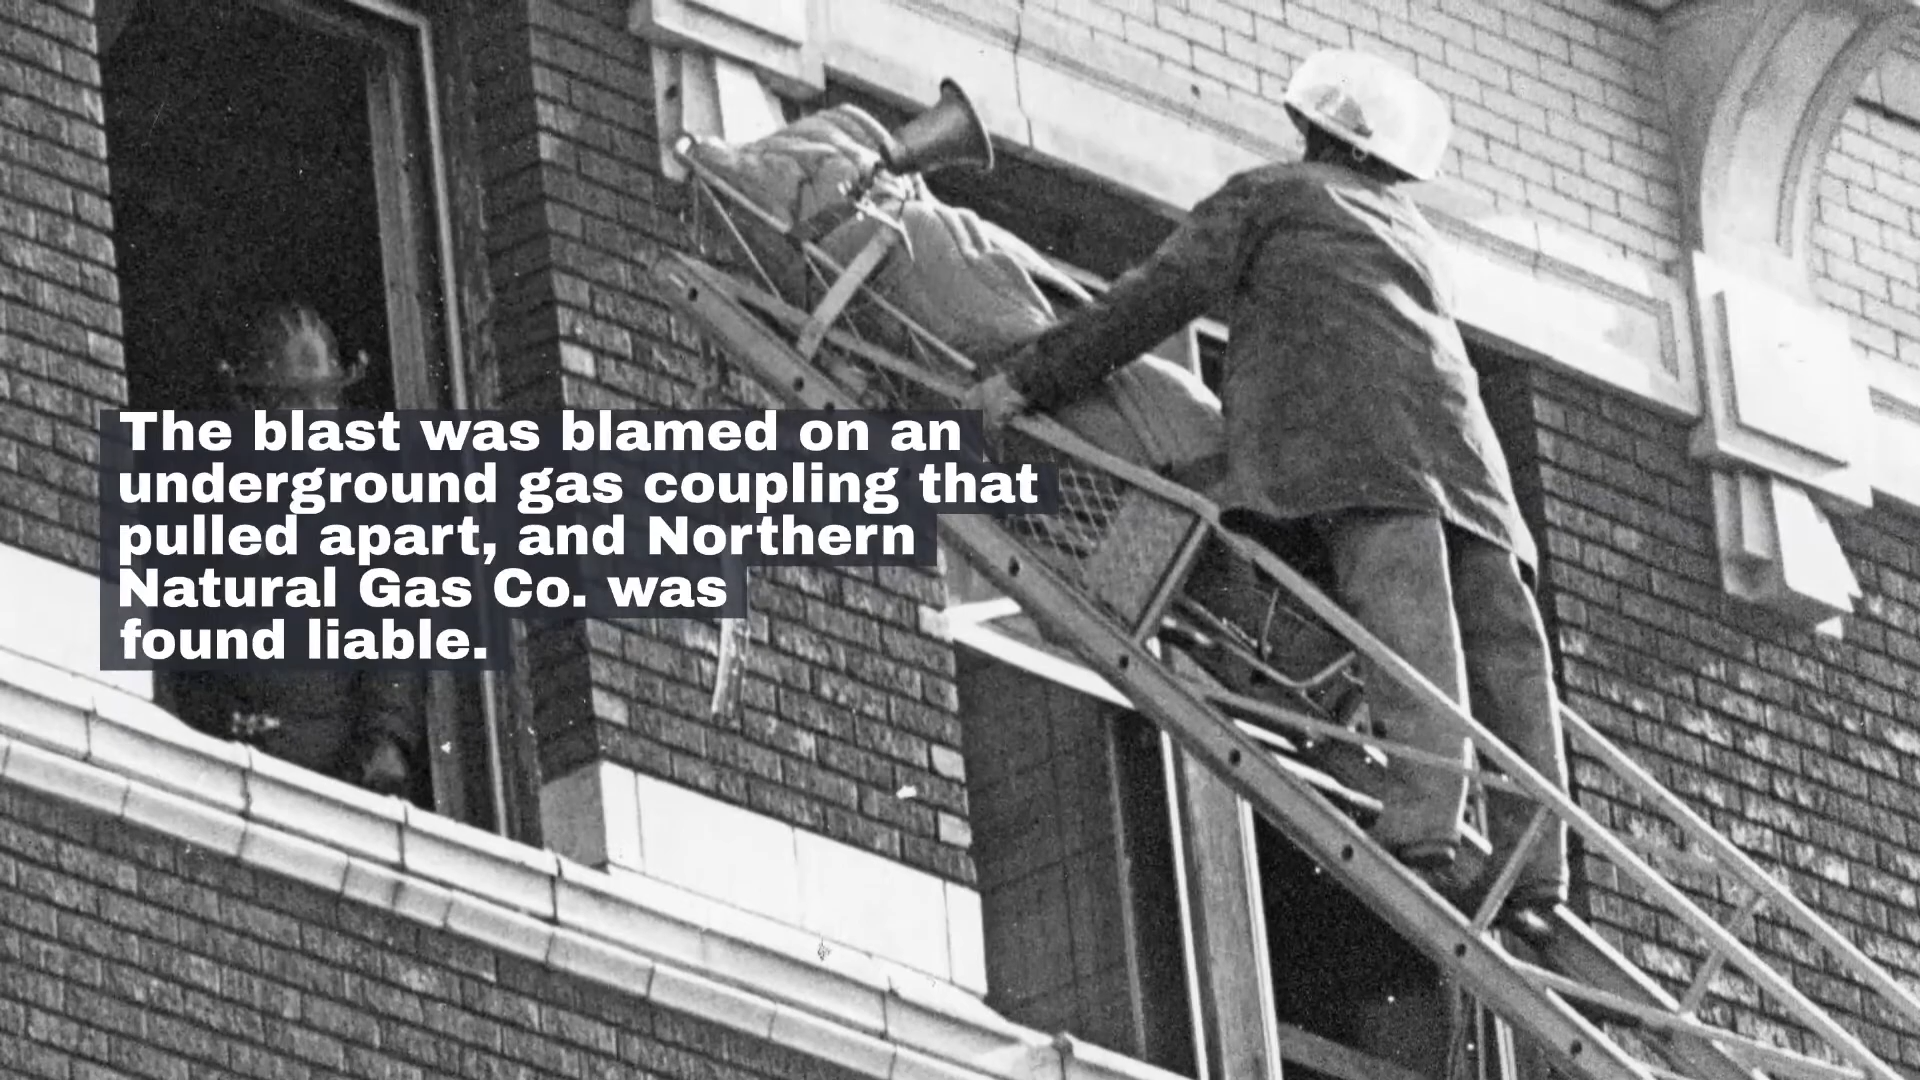 The blast was blamed on an
underground gas coupling that
pulled apart, and Northern
Natural Gas Co. was
found liable.